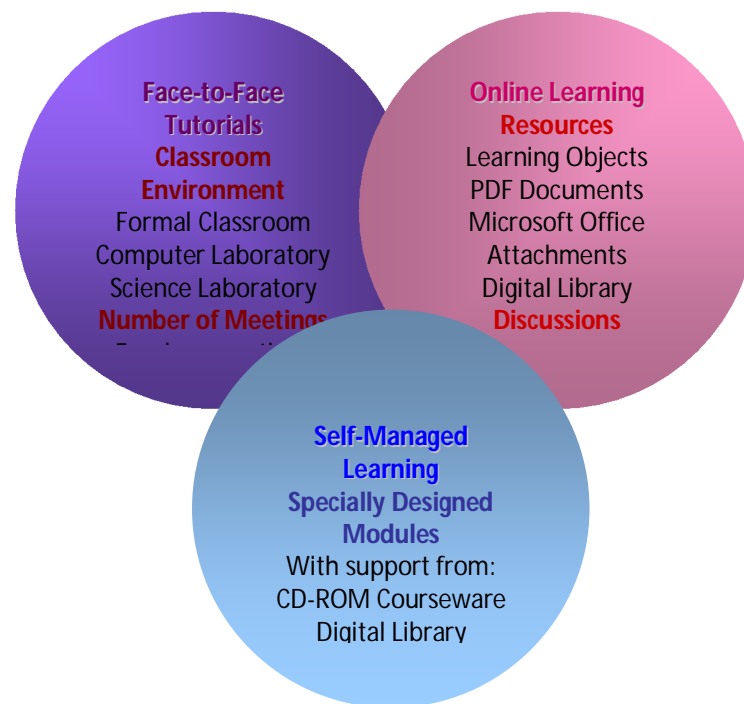 Face-to-Face
Tutorials
Classroom
Environment
Formal Classroom
Computer Laboratory
Science Laboratory
Number of Meetings
Online Learning
Resources
Learning Objects
PDF Documents
Microsoft Office
Attachments
Digital Library
Discussions
Self-Managed
Learning
Specially Designed
Modules
With support from:
CD-ROM Courseware
Digital Library